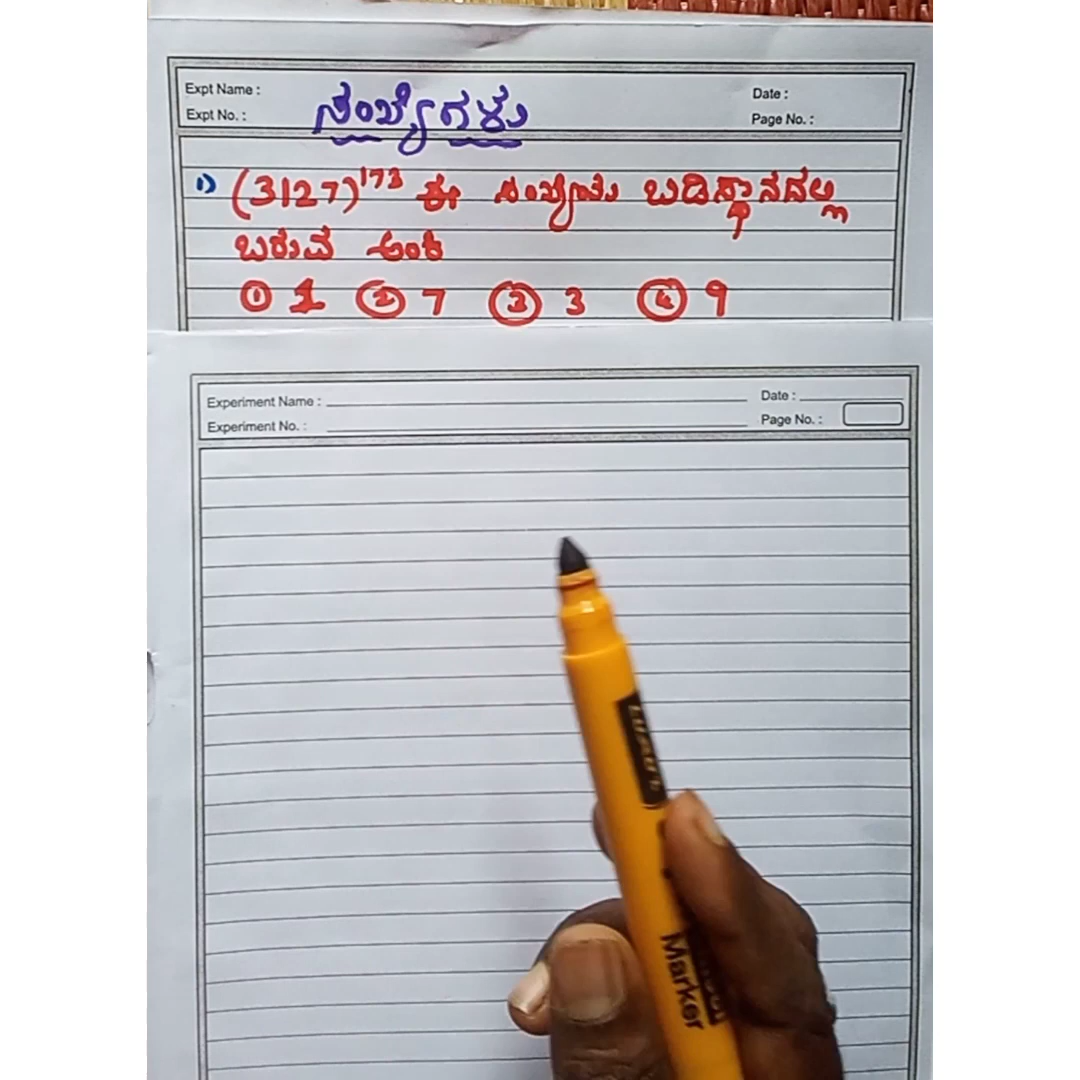 Expt Name :
Date :
Expt No. :
ಸಂಖ್ಯೆಗಳು
Page No. :
1) (3127)¹⁷³ ಈ ಸಂಖ್ಯೆಯ ಬಿಡಿಸ್ಥಾನದಲ್ಲಿ
ಬರುವ ಅಂಕಿ
① 1 ② 7 ③ 3 ④ 9
Experiment Name :
Date :
Experiment No. :
Page No. :
Marker